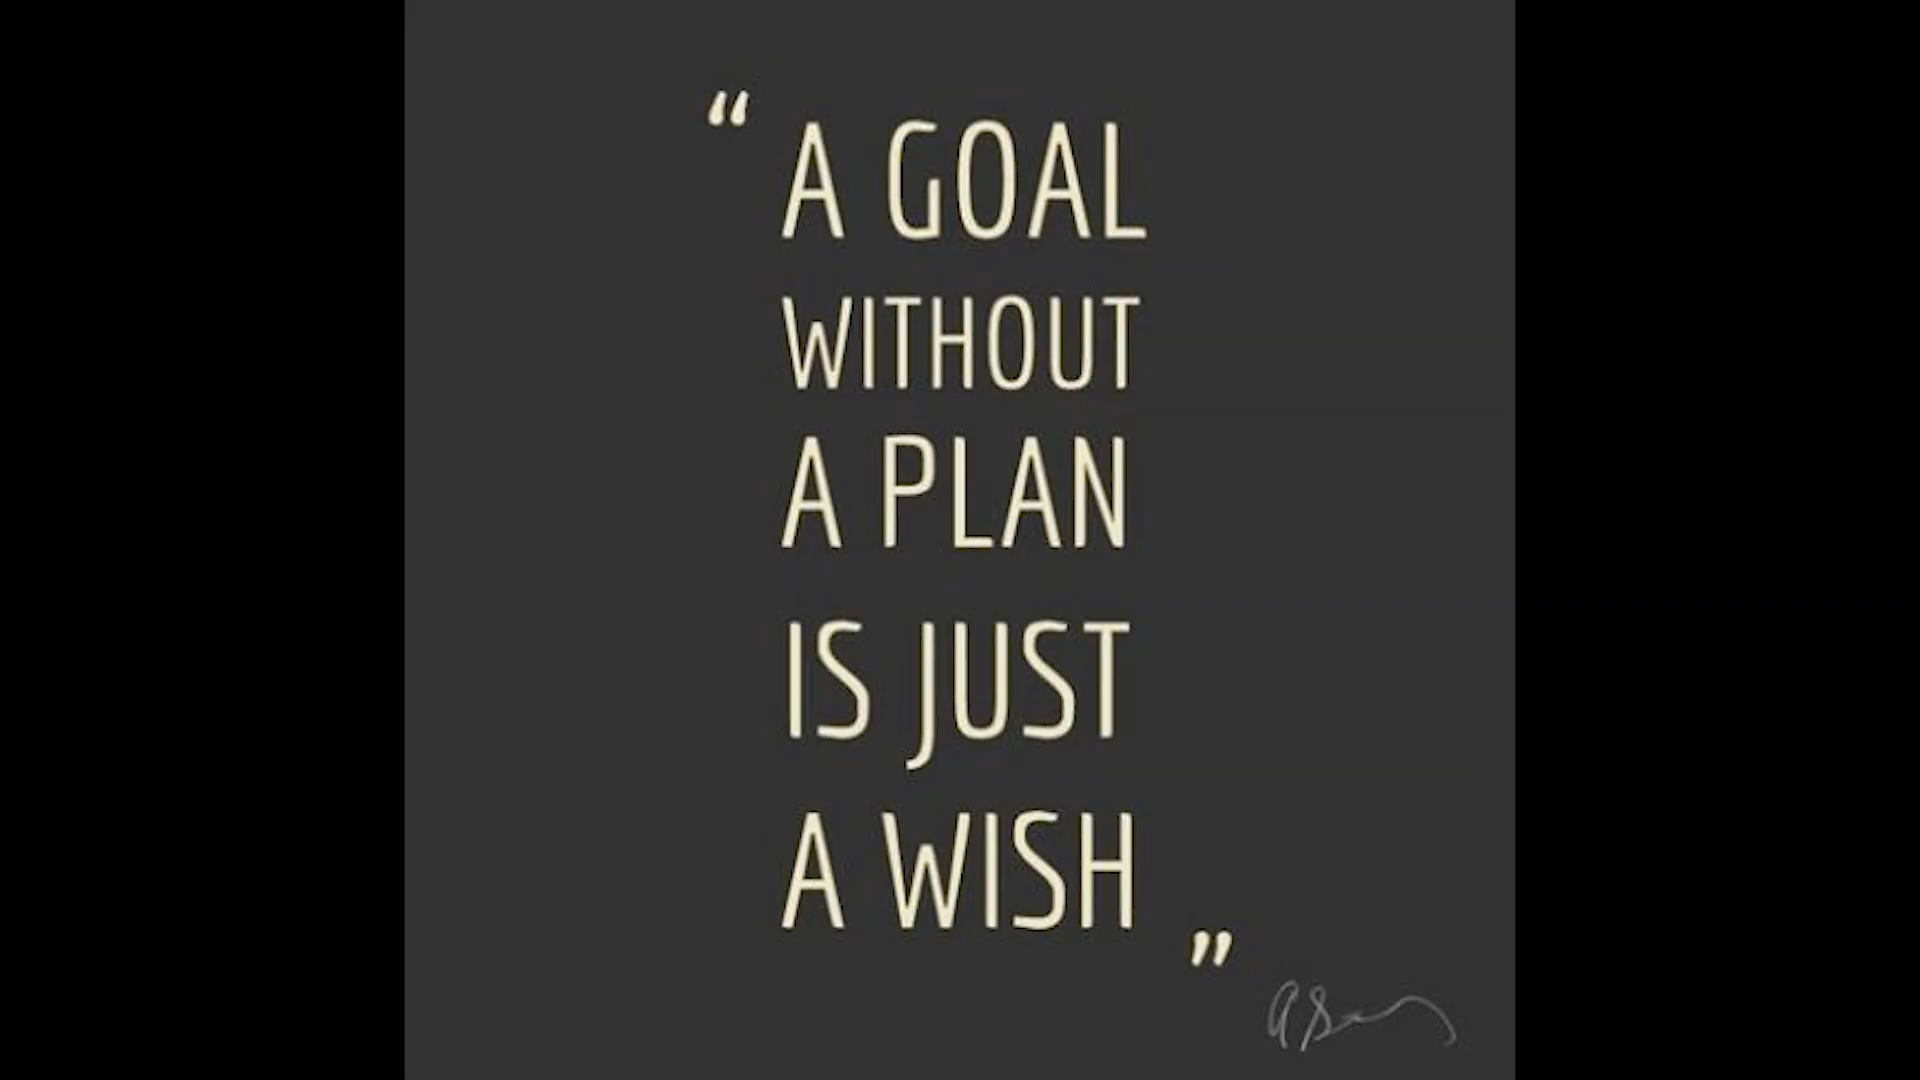 “ A GOAL
WITHOUT
A PLAN
IS JUST
A WISH ”